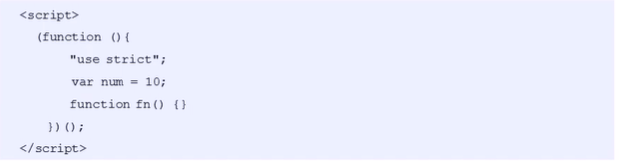 <script>
(function (){
"use strict";
var num = 10;
function fn() {}
})();
</script>